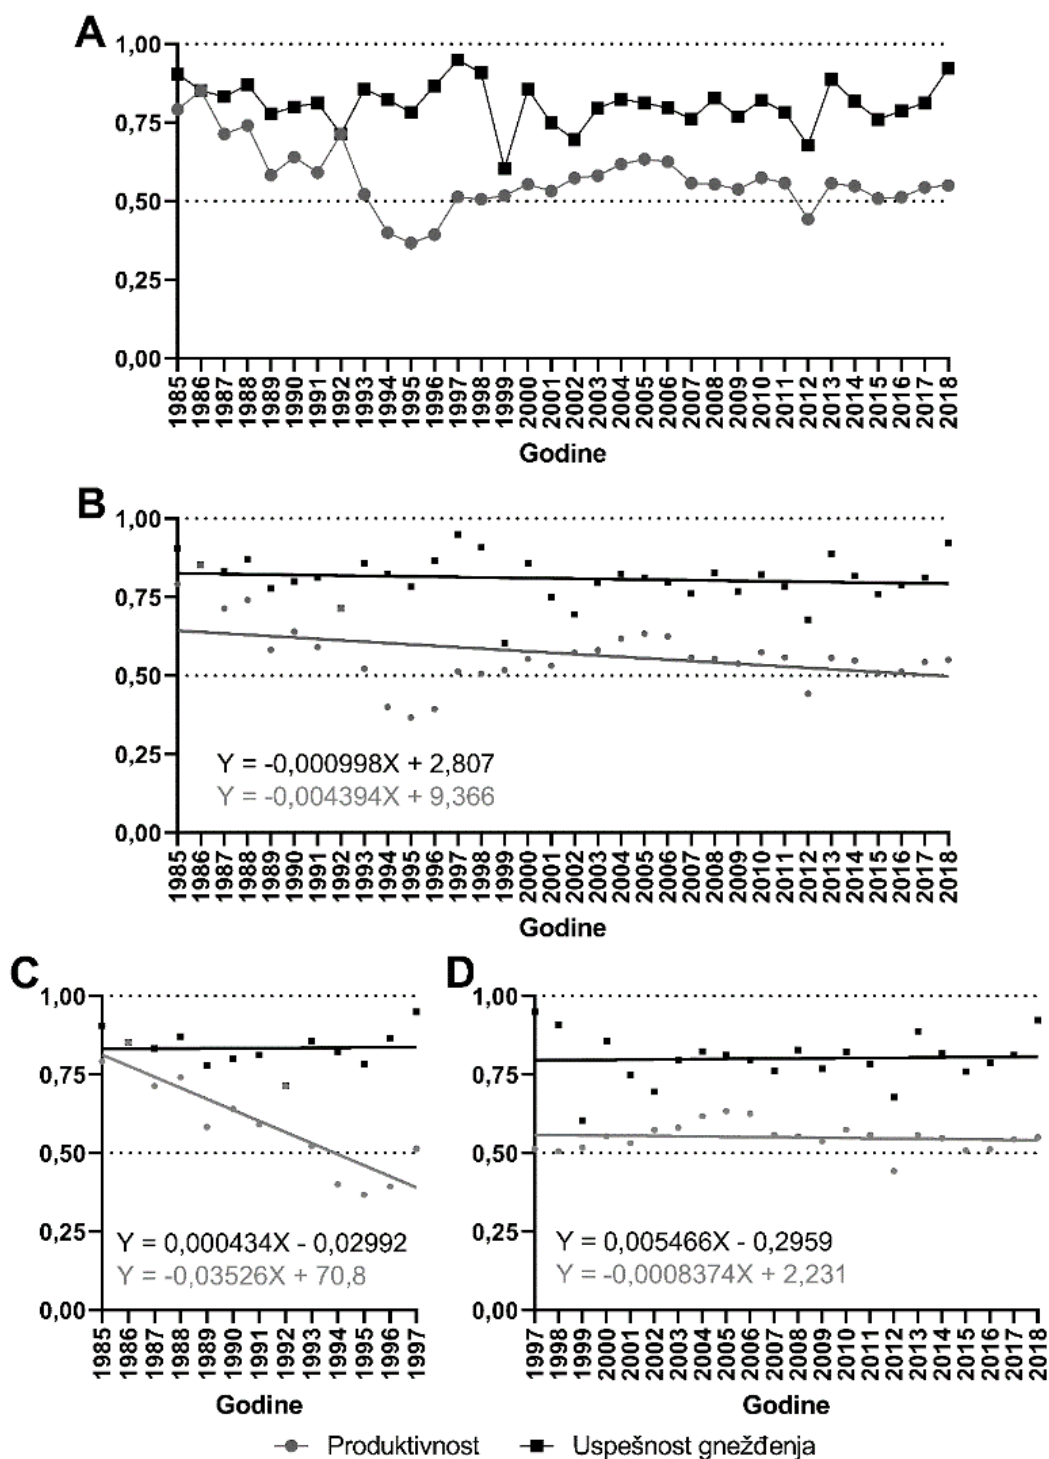 A
1,00
0,75
0,50
0,25
0,00
1985 1986 1987 1988 1989 1990 1991 1992 1993 1994 1995 1996 1997 1998 1999 2000 2001 2002 2003 2004 2005 2006 2007 2008 2009 2010 2011 2012 2013 2014 2015 2016 2017 2018
Godine
B
1,00
0,75
0,50
0,25
Y = -0,000998X + 2,807
Y = -0,004394X + 9,366
0,00
1985 1986 1987 1988 1989 1990 1991 1992 1993 1994 1995 1996 1997 1998 1999 2000 2001 2002 2003 2004 2005 2006 2007 2008 2009 2010 2011 2012 2013 2014 2015 2016 2017 2018
Godine
C
1,00
0,75
0,50
0,25
Y = 0,000434X - 0,02992
Y = -0,03526X + 70,8
0,00
1985 1986 1987 1988 1989 1990 1991 1992 1993 1994 1995 1996 1997
Godine
D
1,00
0,75
0,50
0,25
Y = 0,005466X - 0,2959
Y = -0,0008374X + 2,231
0,00
1997 1998 1999 2000 2001 2002 2003 2004 2005 2006 2007 2008 2009 2010 2011 2012 2013 2014 2015 2016 2017 2018
Godine
Produktivnost Uspešnost gnežđenja